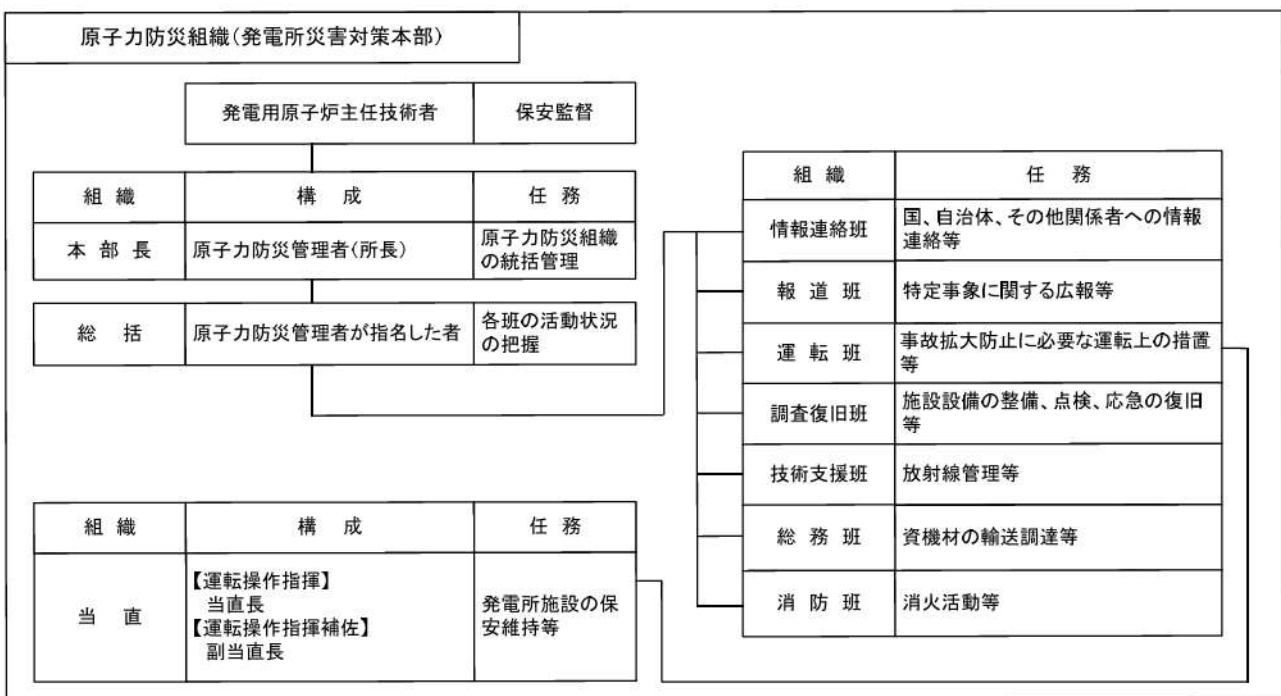 原子力防災組織(発電所災害対策本部)
発電用原子炉主任技術者 保安監督
組織 構成 任務
本部長 原子力防災管理者(所長) 原子力防災組織
の統括管理
総括 原子力防災管理者が指名した者 各班の活動状況
の把握
組織 任務
情報連絡班 国、自治体、その他関係者への情報
連絡等
報道班 特定事象に関する広報等
運転班 事故拡大防止に必要な運転上の措置
等
調査復旧班 施設設備の整備、点検、応急の復旧
等
技術支援班 放射線管理等
総務班 資機材の輸送調達等
消防班 消火活動等
組織 構成 任務
当直 【運転操作指揮】
当直長
【運転操作指揮補佐】
副当直長
発電所施設の保
安維持等